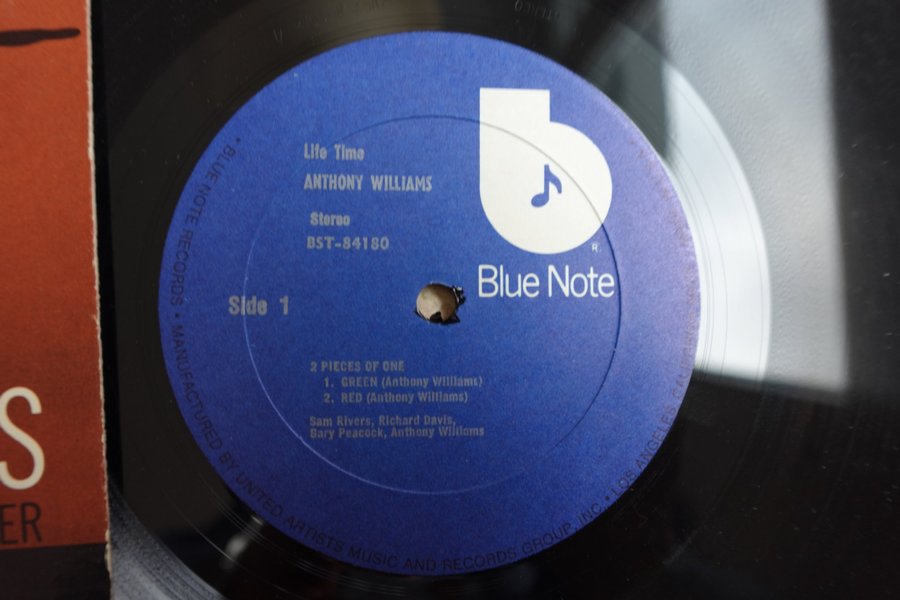 Life Time
ANTHONY WILLIAMS
Stereo
BST-84180
R
Blue Note
Side 1
2 PIECES OF ONE
1. GREEN (Anthony Williams)
2. RED (Anthony Williams)
Sam Rivers, Richard Davis,
Gary Peacock, Anthony Williams
• BLUE NOTE RECORDS • MANUFACTURED BY UNITED ARTISTS MUSIC AND RECORDS GROUP, INC. • LOS ANGELES,
S
ER
STEREO